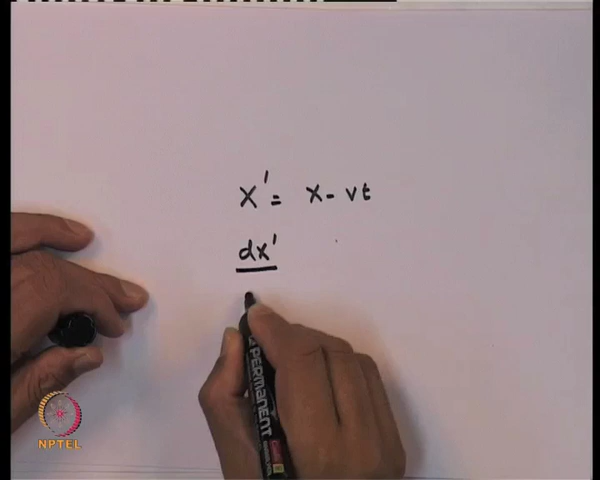 x' = x - vt
dx'
PERMANENT
NPTEL